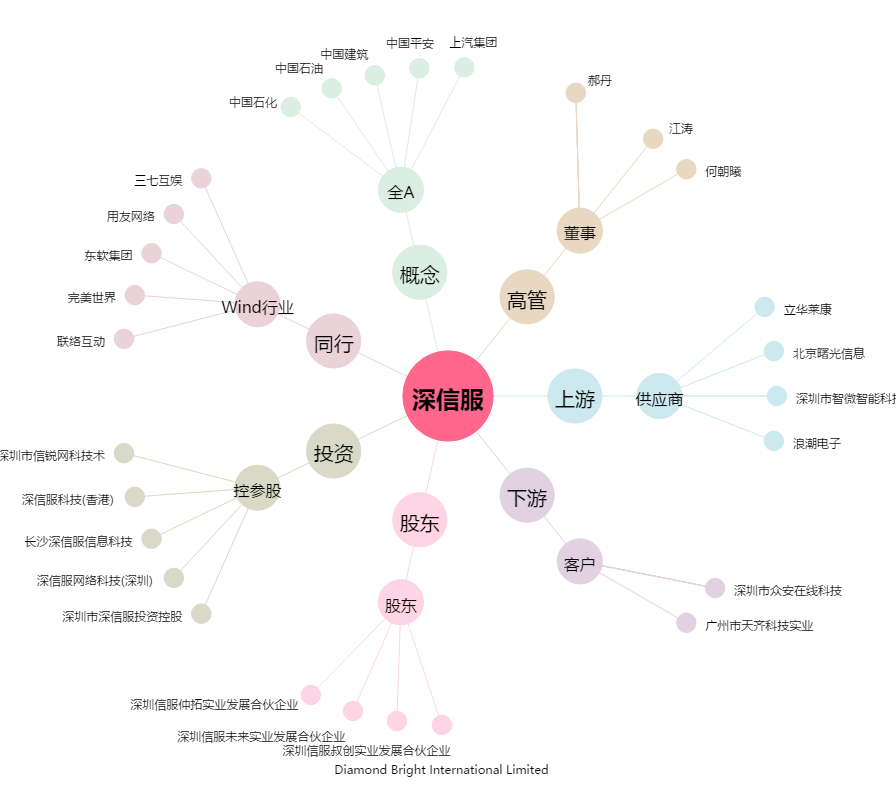 上汽集团
中国平安
中国建筑
中国石油
中国石化
全A
概念
郝丹
江涛
何朝曦
董事
高管
三七互娱
用友网络
东软集团
完美世界
联络互动
Wind行业
同行
深信服
立华莱康
北京曙光信息
深圳市智微智能科技
浪潮电子
供应商
上游
投资
控参股
深圳市信锐网科技术
深信服科技(香港)
长沙深信服信息科技
深信服网络科技(深圳)
深圳市深信服投资控股
下游
客户
深圳市众安在线科技
广州市天齐科技实业
股东
股东
深圳信服仲拓实业发展合伙企业
深圳信服未来实业发展合伙企业
深圳信服叔创实业发展合伙企业
Diamond Bright International Limited